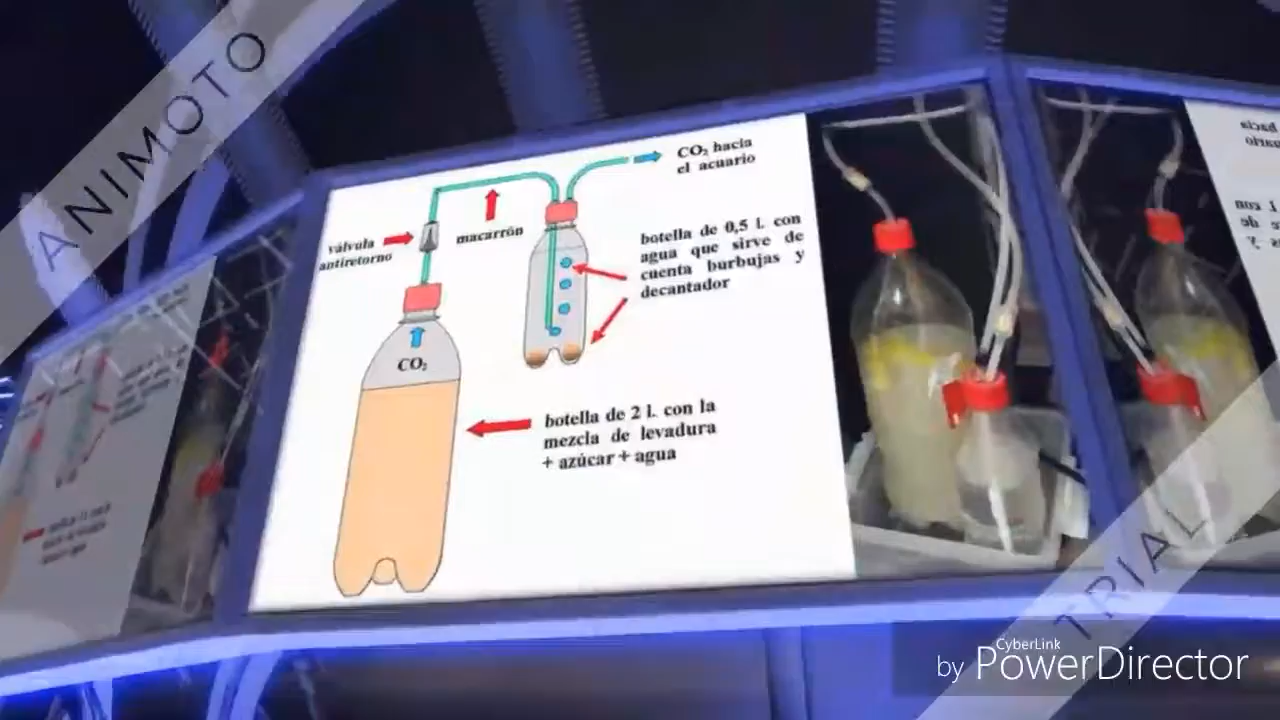 ANIMOTO
CO₂ hacia
el acuario
válvula
antiretorno
macarrón
botella de 0,5 l. con
agua que sirve de
cuenta burbujas y
decantador
CO₂
botella de 2 l. con la
mezcla de levadura
+ azúcar + agua
TRIAL
CyberLink
by PowerDirector